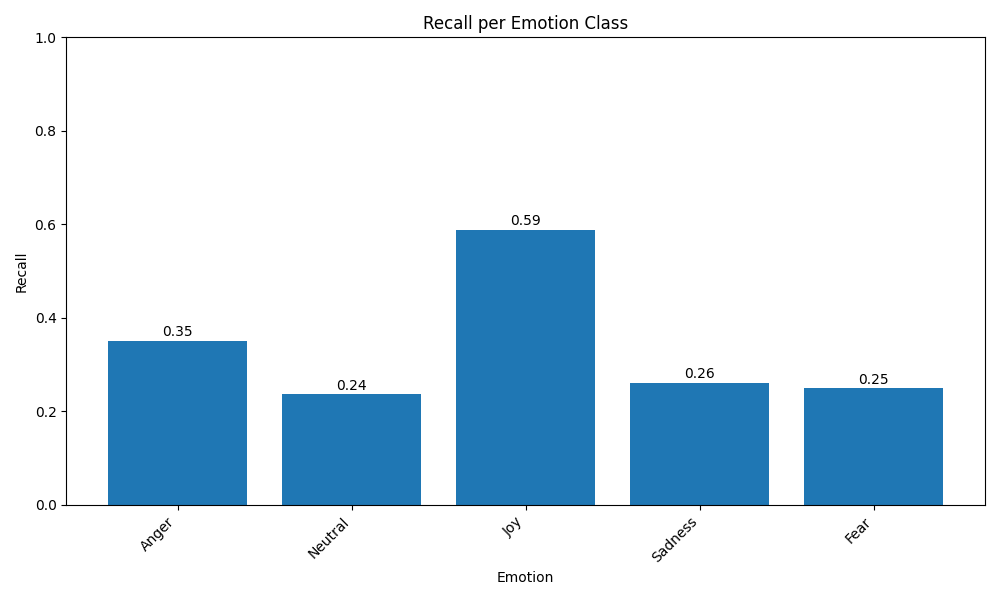 Recall per Emotion Class
1.0
0.8
0.6
0.4
0.2
0.0
Recall
0.35
0.24
0.59
0.26
0.25
Anger
Neutral
Joy
Sadness
Fear
Emotion